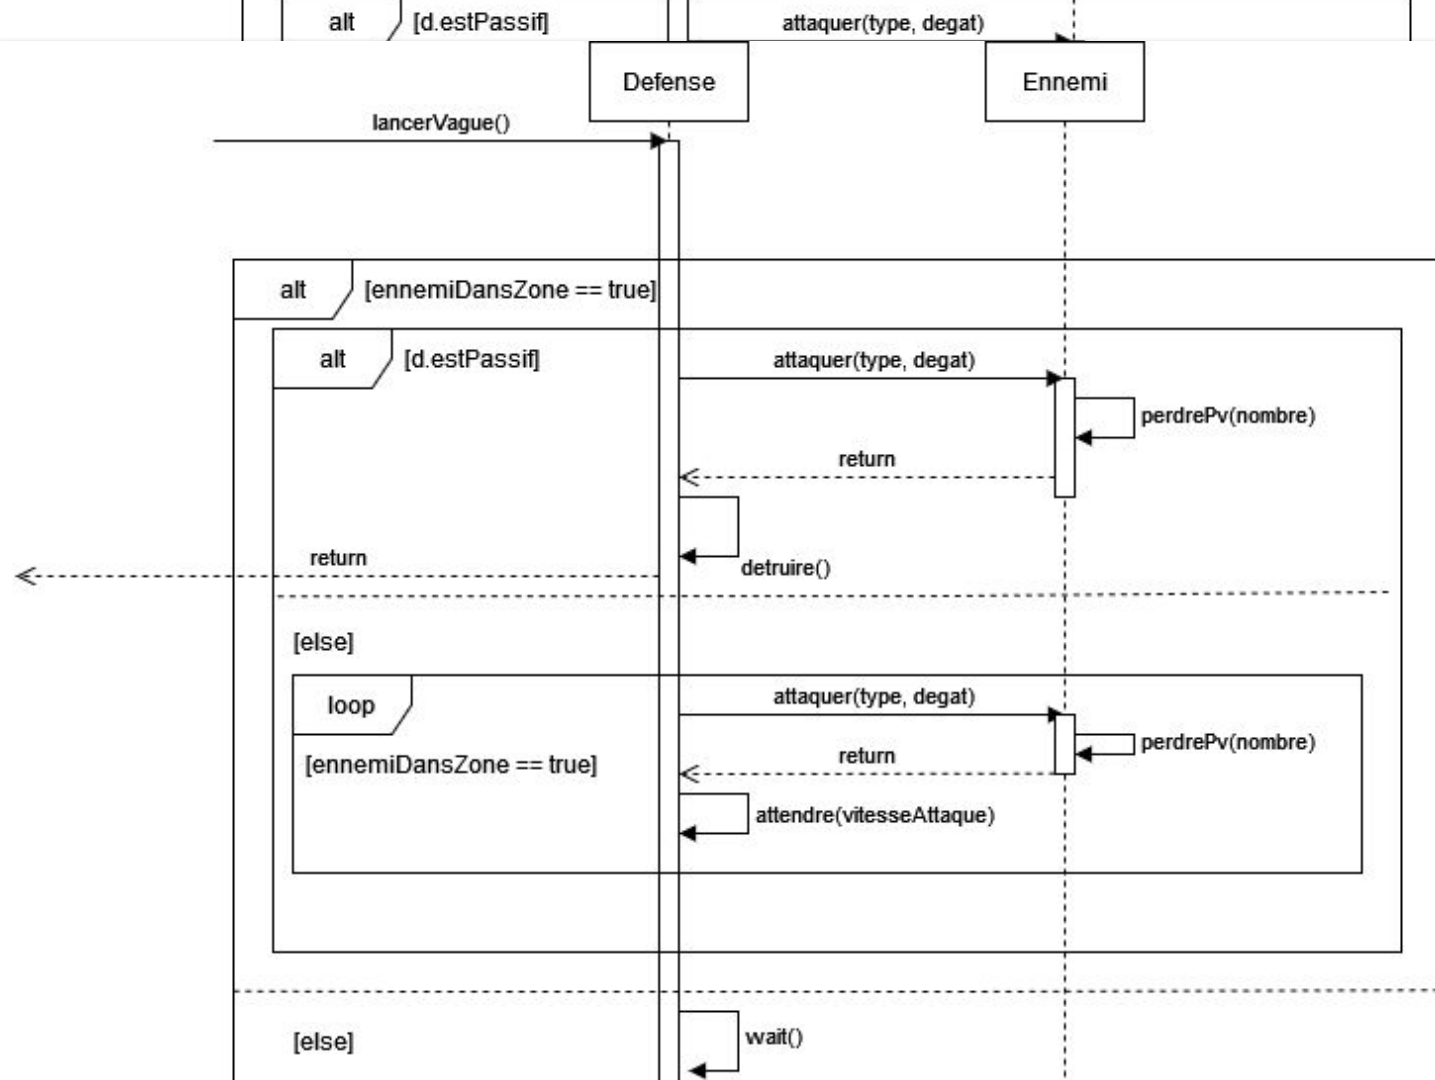 alt [d.estPassif] attaquer(type, degat)
Defense Ennemi
lancerVague()
alt [ennemiDansZone == true]
alt [d.estPassif] attaquer(type, degat)
perdrePv(nombre)
return
return
detruire()
[else]
loop attaquer(type, degat)
perdrePv(nombre)
return
[ennemiDansZone == true]
attendre(vitesseAttaque)
[else] wait()